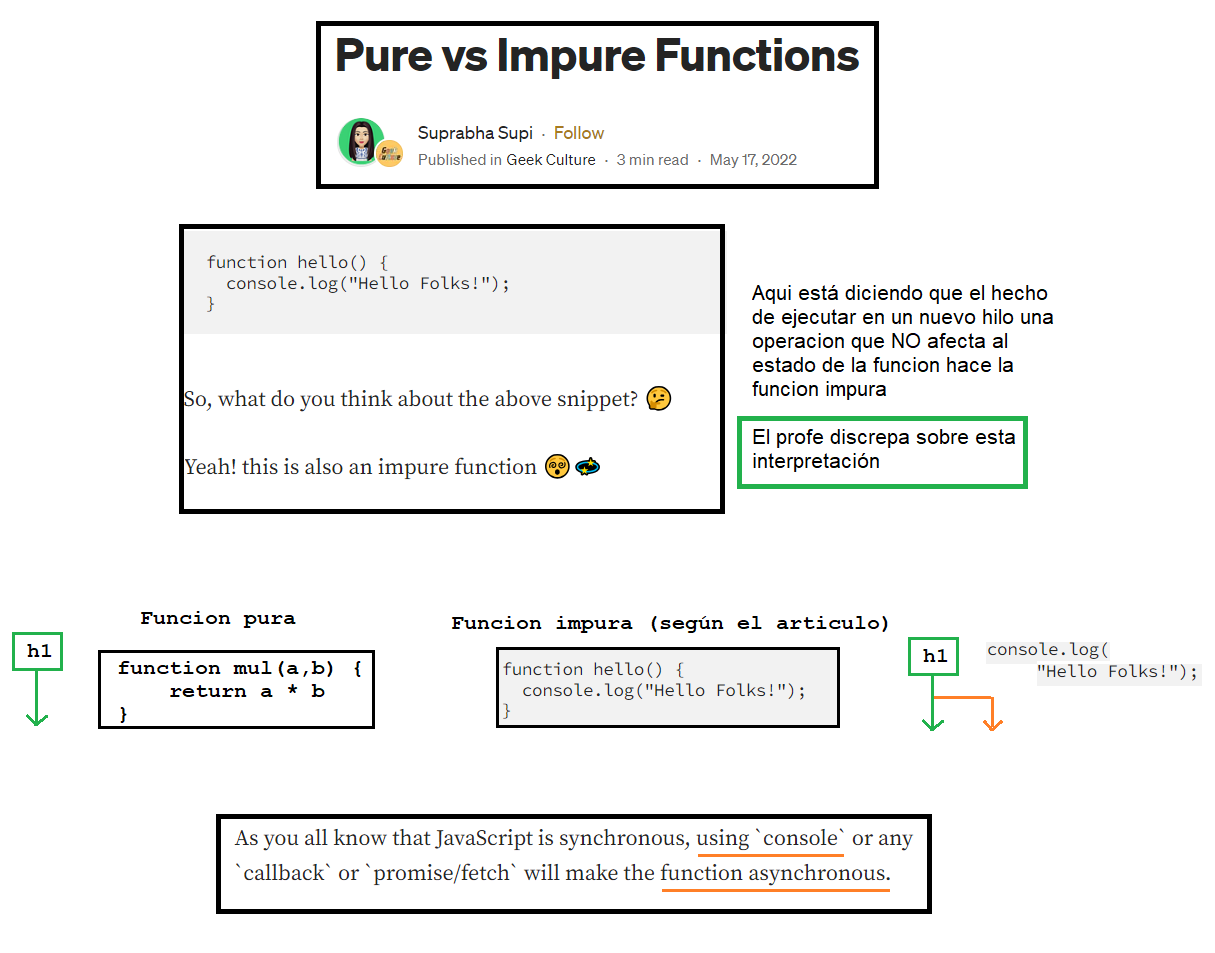 Pure vs Impure Functions
Suprabha Supi · Follow
Published in Geek Culture · 3 min read · May 17, 2022
function hello() {
  console.log("Hello Folks!");
}
So, what do you think about the above snippet? 🤔
Yeah! this is also an impure function 😵💫
Aqui está diciendo que el hecho
de ejecutar en un nuevo hilo una
operacion que NO afecta al
estado de la funcion hace la
funcion impura
El profe discrepa sobre esta
interpretación
Funcion pura
h1
function mul(a,b) {
    return a * b
}
Funcion impura (según el articulo)
function hello() {
  console.log("Hello Folks!");
}
h1
console.log(
    "Hello Folks!");
As you all know that JavaScript is synchronous, using `console` or any
`callback` or `promise/fetch` will make the function asynchronous.